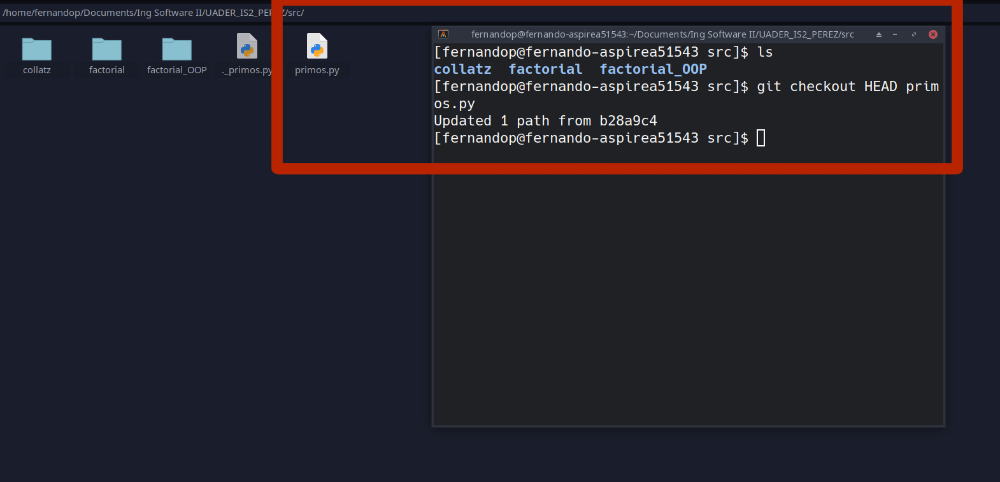 /home/fernandop/Documents/Ing Software II/UADER_IS2_PEREZ/src/
collatz
factorial
factorial_OOP
._primos.py
primos.py
fernandop@fernando-aspirea51543:~/Documents/Ing Software II/UADER_IS2_PEREZ/src
[fernandop@fernando-aspirea51543 src]$ ls
collatz  factorial  factorial_OOP
[fernandop@fernando-aspirea51543 src]$ git checkout HEAD prim
os.py
Updated 1 path from b28a9c4
[fernandop@fernando-aspirea51543 src]$